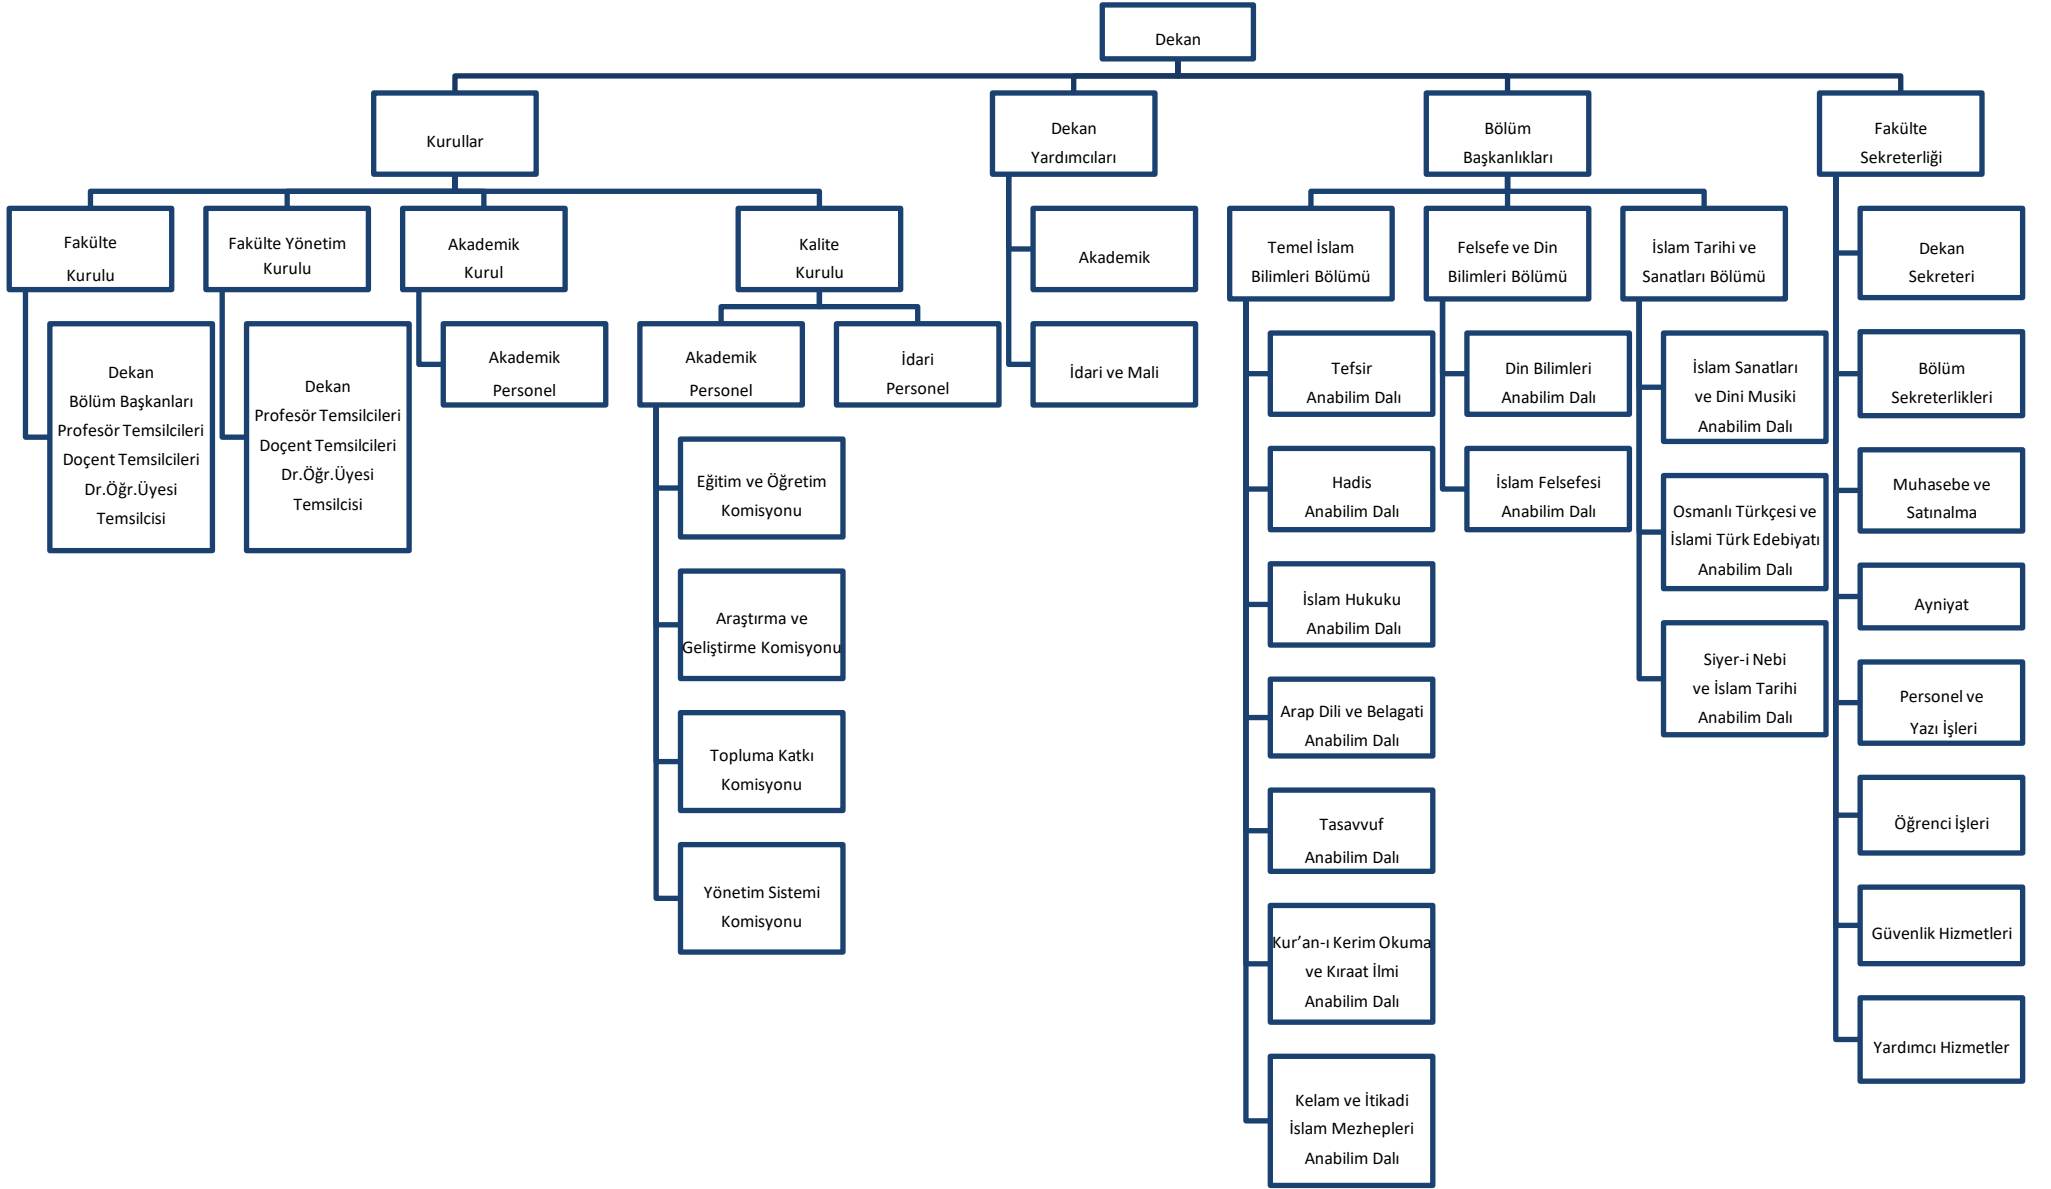 Dekan
Kurullar
Dekan
Yardımcıları
Bölüm
Başkanlıkları
Fakülte
Sekreterliği
Fakülte
Kurulu
Fakülte Yönetim
Kurulu
Akademik
Kurul
Kalite
Kurulu
Dekan
Bölüm Başkanları
Profesör Temsilcileri
Doçent Temsilcileri
Dr.Öğr.Üyesi
Temsilcisi
Dekan
Profesör Temsilcileri
Doçent Temsilcileri
Dr.Öğr.Üyesi
Temsilcisi
Akademik
Personel
Akademik
Personel
İdari
Personel
Eğitim ve Öğretim
Komisyonu
Araştırma ve
Geliştirme Komisyonu
Topluma Katkı
Komisyonu
Yönetim Sistemi
Komisyonu
Akademik
İdari ve Mali
Temel İslam
Bilimleri Bölümü
Felsefe ve Din
Bilimleri Bölümü
İslam Tarihi ve
Sanatları Bölümü
Tefsir
Anabilim Dalı
Hadis
Anabilim Dalı
İslam Hukuku
Anabilim Dalı
Arap Dili ve Belagati
Anabilim Dalı
Tasavvuf
Anabilim Dalı
Kur’an-ı Kerim Okuma
ve Kıraat İlmi
Anabilim Dalı
Kelam ve İtikadi
İslam Mezhepleri
Anabilim Dalı
Din Bilimleri
Anabilim Dalı
İslam Felsefesi
Anabilim Dalı
İslam Sanatları
ve Dini Musiki
Anabilim Dalı
Osmanlı Türkçesi ve
İslami Türk Edebiyatı
Anabilim Dalı
Siyer-i Nebi
ve İslam Tarihi
Anabilim Dalı
Dekan
Sekreteri
Bölüm
Sekreterlikleri
Muhasebe ve
Satınalma
Ayniyat
Personel ve
Yazı İşleri
Öğrenci İşleri
Güvenlik Hizmetleri
Yardımcı Hizmetler